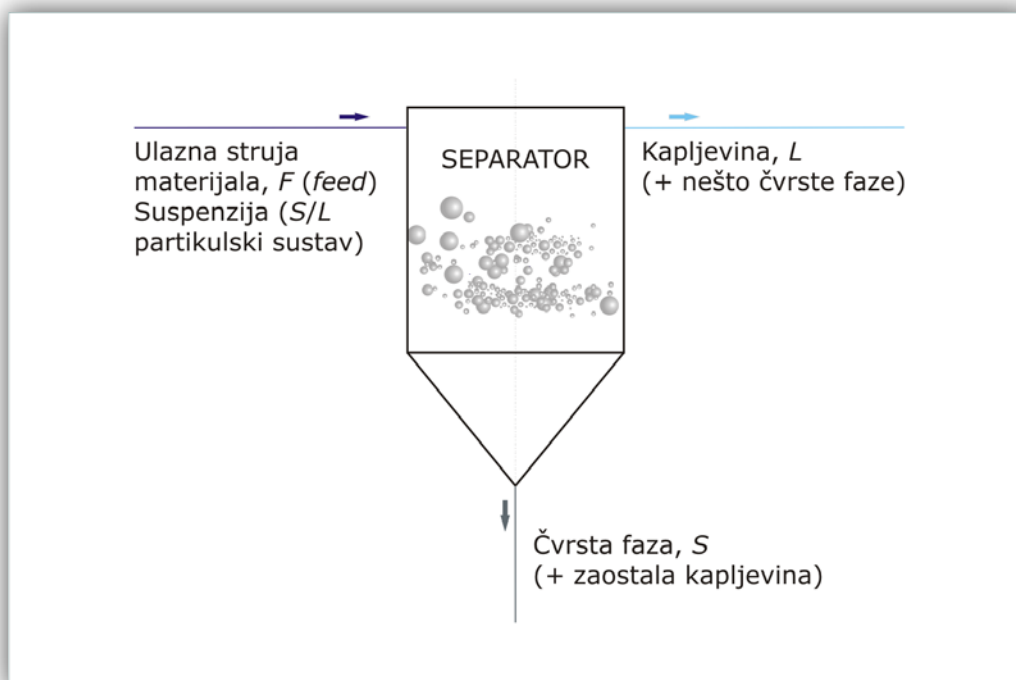 Ulazna struja
materijala, F (feed)
Suspenzija (S/L
partikulski sustav)
SEPARATOR
Kapljevina, L
(+ nešto čvrste faze)
Čvrsta faza, S
(+ zaostala kapljevina)